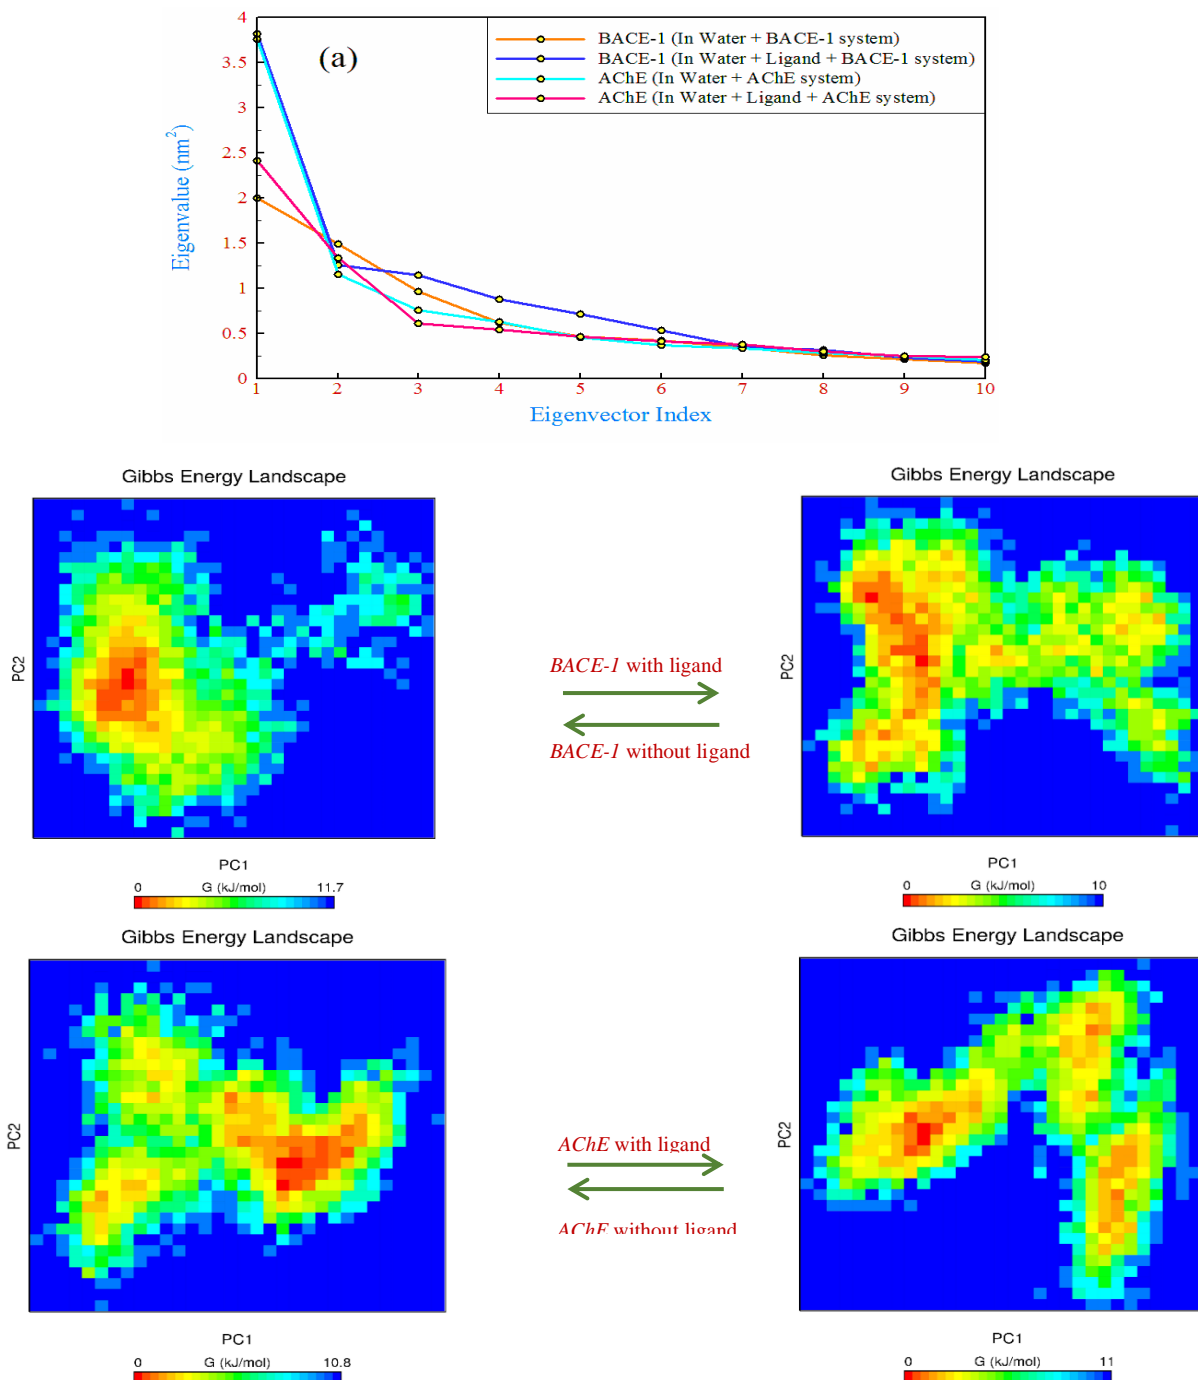 (a)
BACE-1 (In Water + BACE-1 system)
BACE-1 (In Water + Ligand + BACE-1 system)
AChE (In Water + AChE system)
AChE (In Water + Ligand + AChE system)
Eigenvalue (nm²)
4
3.5
3
2.5
2
1.5
1
0.5
0
1 2 3 4 5 6 7 8 9 10
Eigenvector Index
Gibbs Energy Landscape
PC2
PC1
0 G (kJ/mol) 11.7
BACE-1 with ligand
BACE-1 without ligand
Gibbs Energy Landscape
PC2
PC1
0 G (kJ/mol) 10
Gibbs Energy Landscape
PC2
PC1
0 G (kJ/mol) 10.8
AChE with ligand
AChE without ligand
Gibbs Energy Landscape
PC2
PC1
0 G (kJ/mol) 11